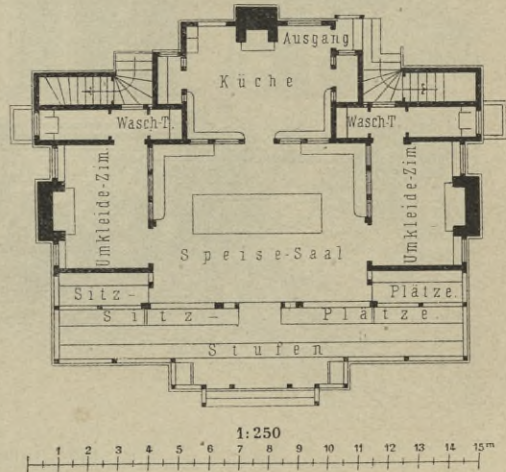 Ausgang
Küche
Wasch-T. Wasch-T.
Umkleide-Zim. Umkleide-Zim.
Speise-Saal
Sitz- Plätze.
Sitz- Plätze.
Stufen
1:250
1 2 3 4 5 6 7 8 9 10 11 12 13 14 15 m